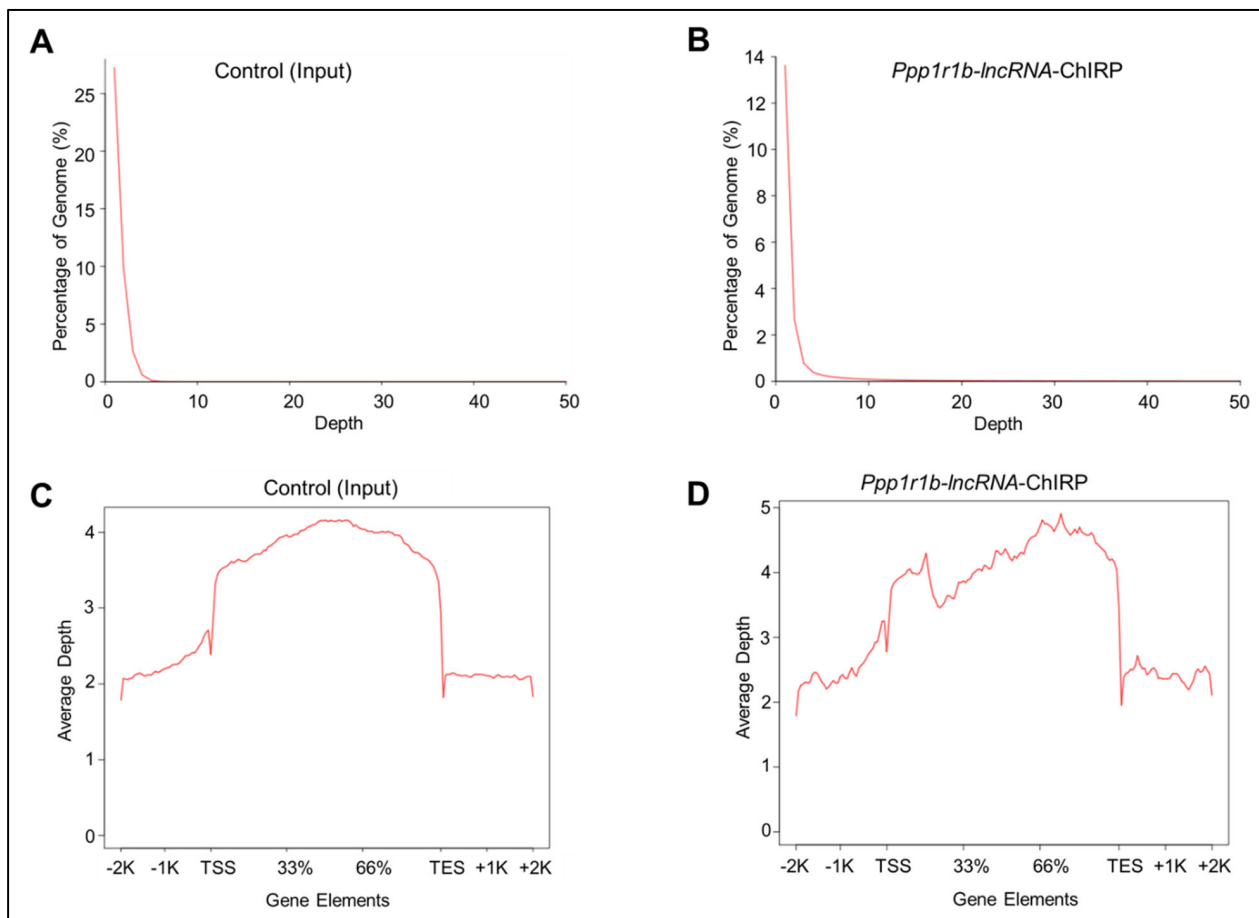 A
Control (Input)
Percentage of Genome (%)
25
20
15
10
5
0
0 10 20 30 40 50
Depth
B
Ppp1r1b-lncRNA-ChIRP
Percentage of Genome (%)
14
12
10
8
6
4
2
0
0 10 20 30 40 50
Depth
C
Control (Input)
Average Depth
4
3
2
1
0
-2K -1K TSS 33% 66% TES +1K +2K
Gene Elements
D
Ppp1r1b-lncRNA-ChIRP
Average Depth
5
4
3
2
1
0
-2K -1K TSS 33% 66% TES +1K +2K
Gene Elements